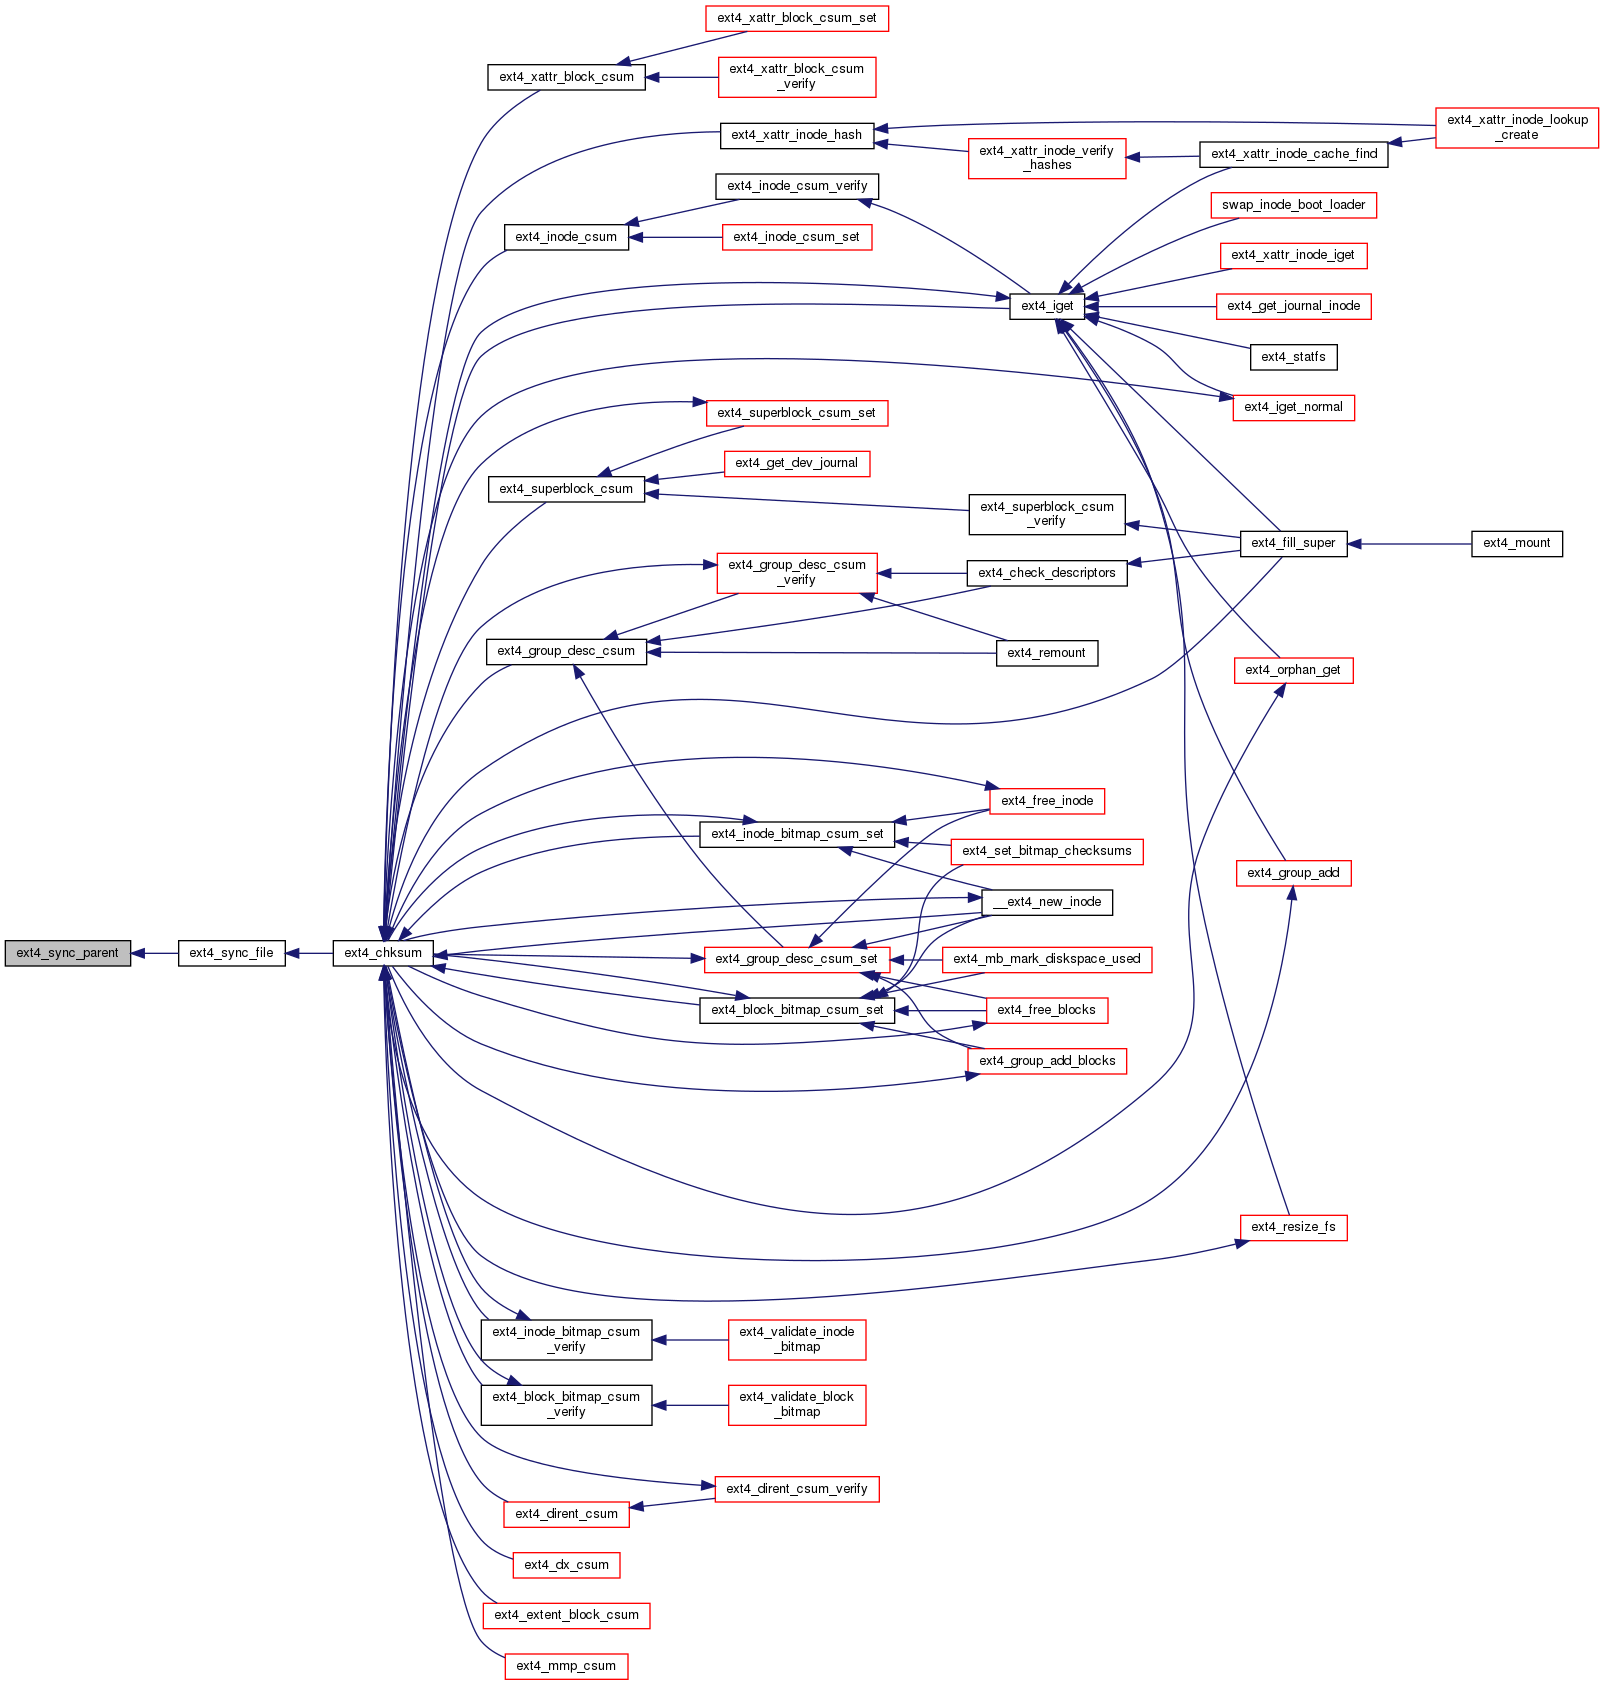 ext4_xattr_block_csum_set
ext4_xattr_block_csum
ext4_xattr_block_csum
_verify
ext4_xattr_inode_hash
ext4_xattr_inode_lookup
_create
ext4_xattr_inode_verify
_hashes
ext4_xattr_inode_cache_find
ext4_inode_csum_verify
swap_inode_boot_loader
ext4_inode_csum
ext4_inode_csum_set
ext4_xattr_inode_iget
ext4_iget
ext4_get_journal_inode
ext4_statfs
ext4_iget_normal
ext4_superblock_csum_set
ext4_get_dev_journal
ext4_superblock_csum
ext4_superblock_csum
_verify
ext4_fill_super
ext4_mount
ext4_group_desc_csum
_verify
ext4_check_descriptors
ext4_group_desc_csum
ext4_remount
ext4_orphan_get
ext4_free_inode
ext4_inode_bitmap_csum_set
ext4_set_bitmap_checksums
ext4_group_add
__ext4_new_inode
ext4_sync_parent
ext4_sync_file
ext4_chksum
ext4_group_desc_csum_set
ext4_mb_mark_diskspace_used
ext4_block_bitmap_csum_set
ext4_free_blocks
ext4_group_add_blocks
ext4_resize_fs
ext4_inode_bitmap_csum
_verify
ext4_validate_inode
_bitmap
ext4_block_bitmap_csum
_verify
ext4_validate_block
_bitmap
ext4_dirent_csum_verify
ext4_dirent_csum
ext4_dx_csum
ext4_extent_block_csum
ext4_mmp_csum